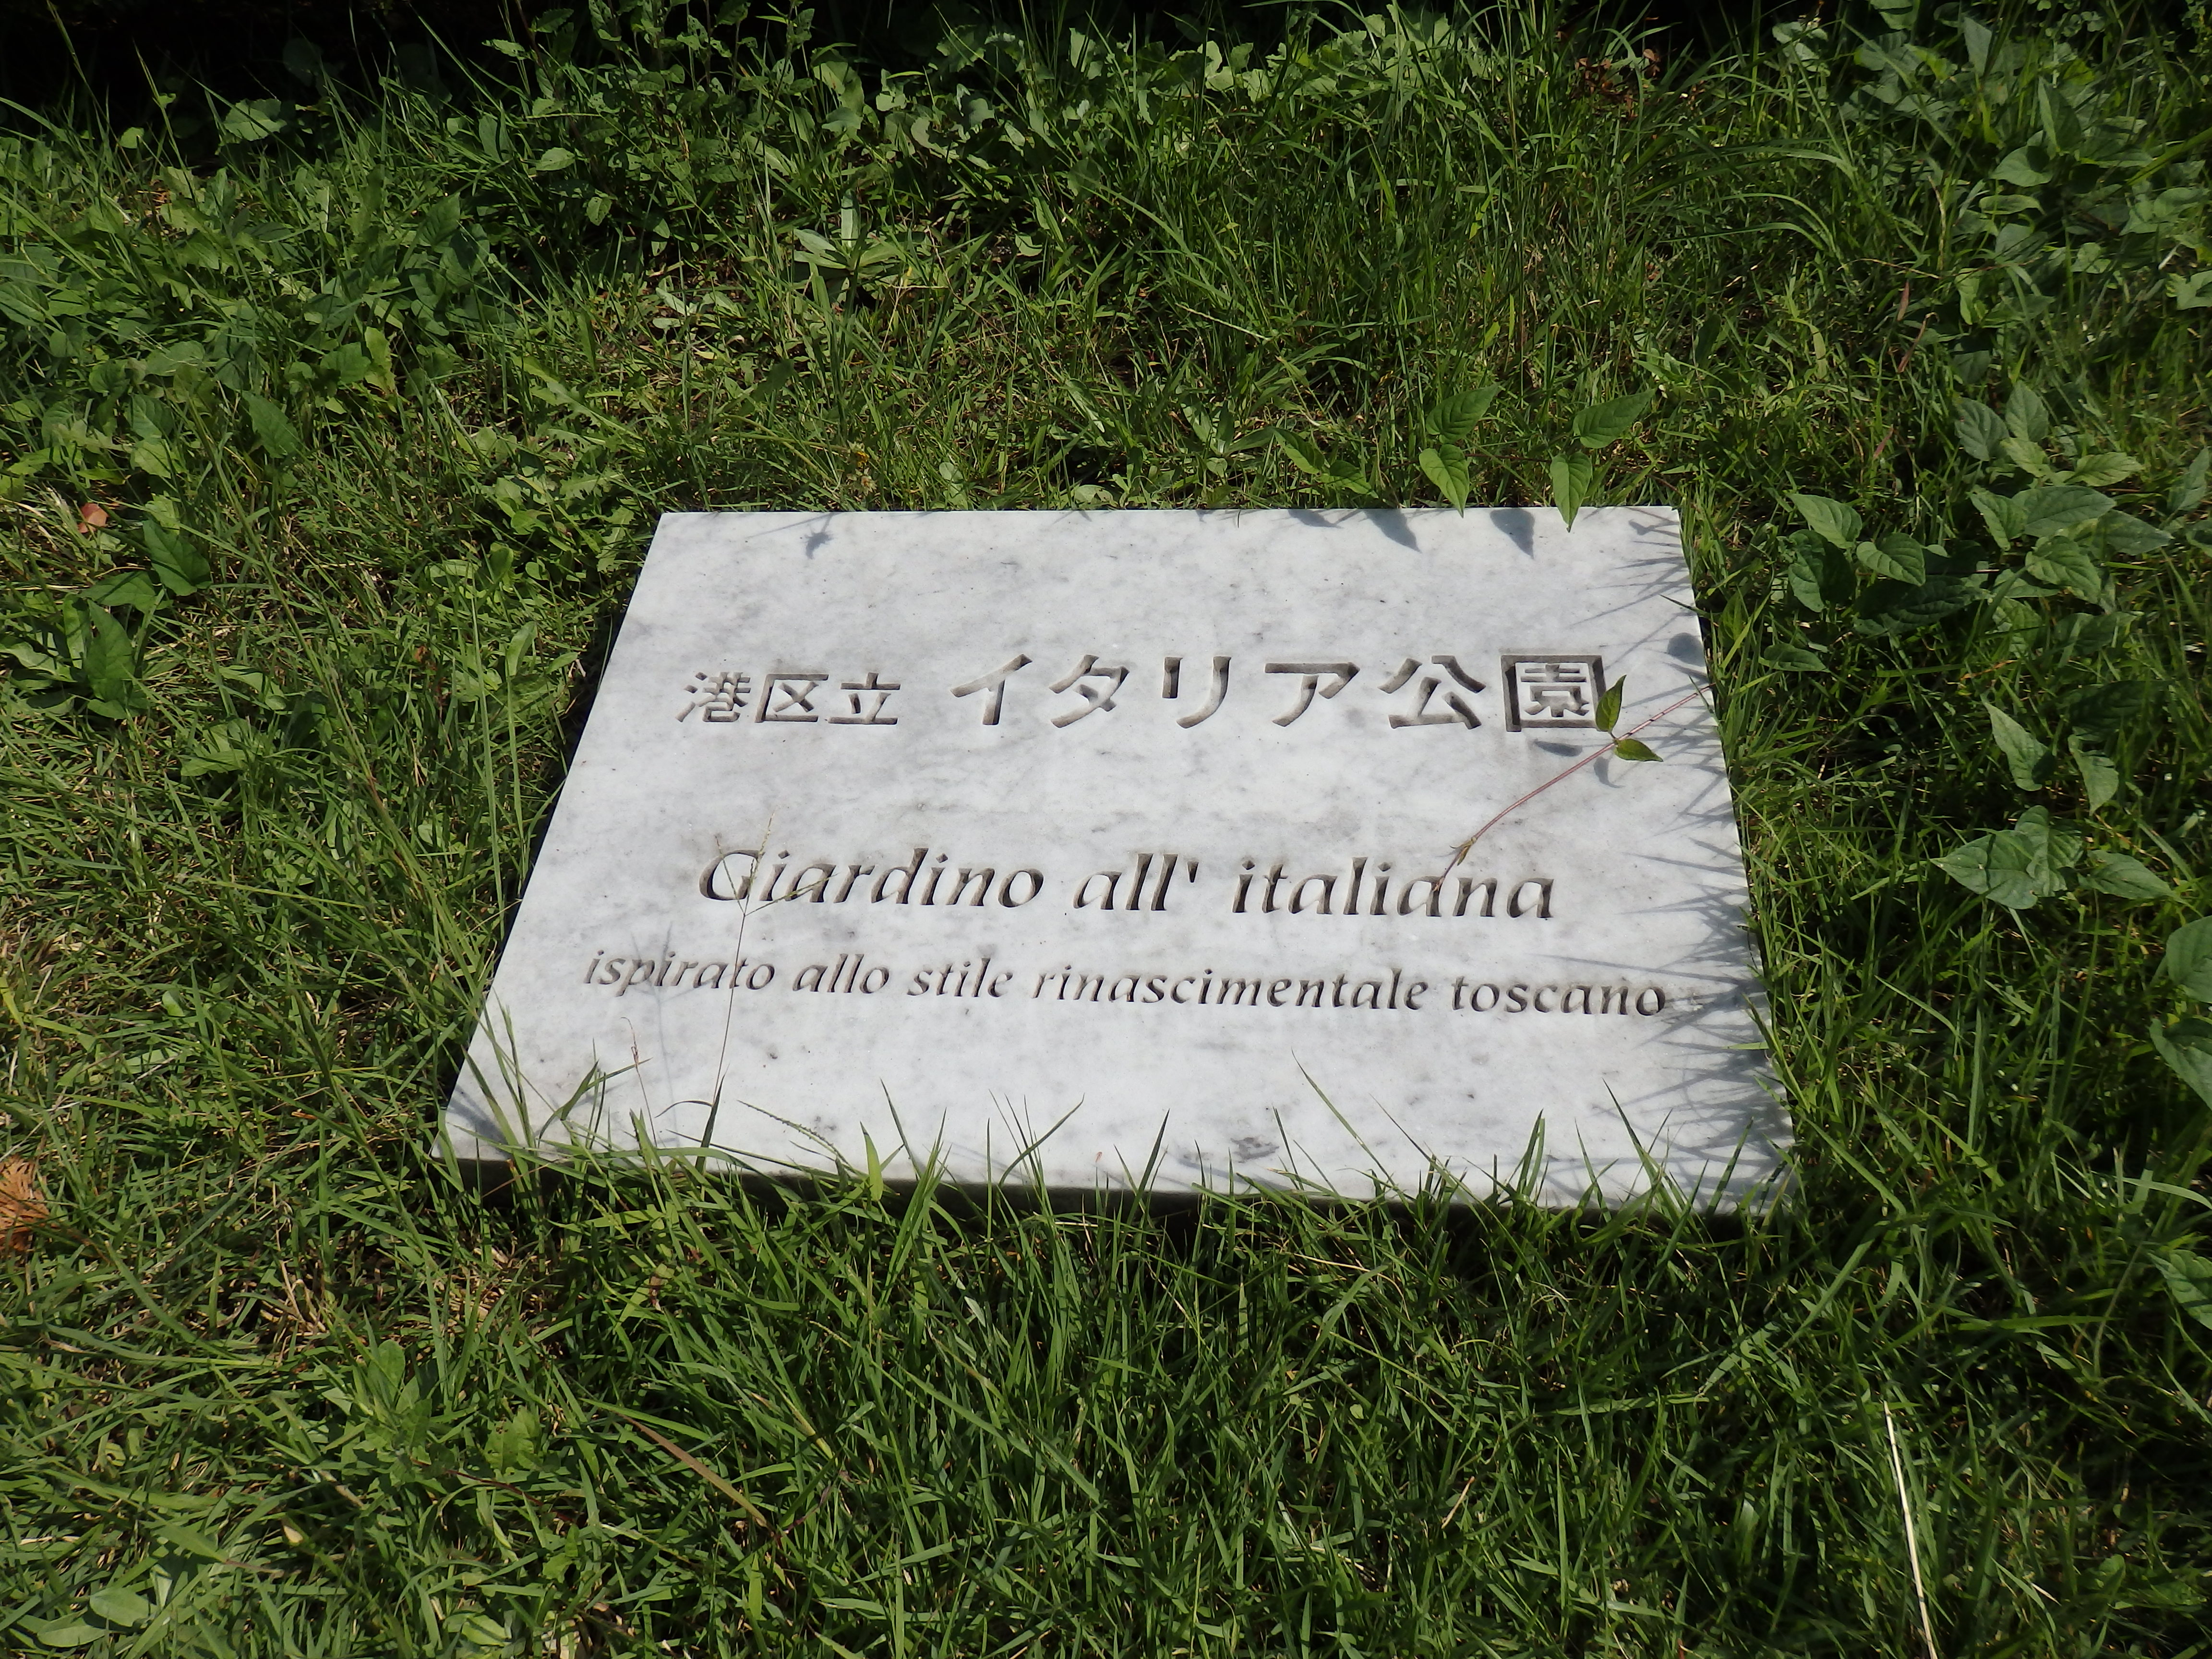 港区立 イタリア公園
Giardino all' italiana
ispirato allo stile rinascimentale toscano